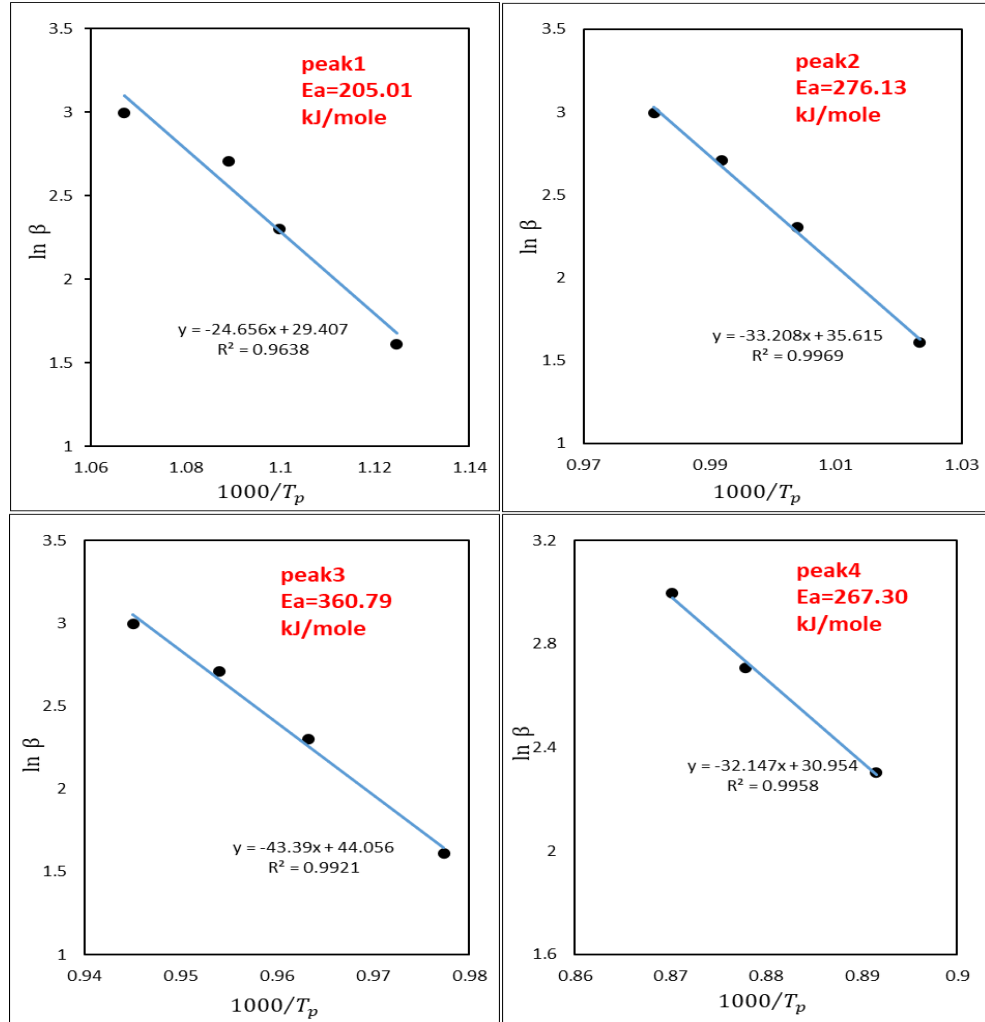 peak1
Ea=205.01
kJ/mole
3.5
3
2.5
2
1.5
1
ln β
y = -24.656x + 29.407
R² = 0.9638
1.06
1.08
1.1
1.12
1.14
1000/Tₚ
peak2
Ea=276.13
kJ/mole
3.5
3
2.5
2
1.5
1
ln β
y = -33.208x + 35.615
R² = 0.9969
0.97
0.99
1.01
1.03
1000/Tₚ
peak3
Ea=360.79
kJ/mole
3.5
3
2.5
2
1.5
1
ln β
y = -43.39x + 44.056
R² = 0.9921
0.94
0.95
0.96
0.97
0.98
1000/Tₚ
peak4
Ea=267.30
kJ/mole
3.2
2.8
2.4
2
1.6
ln β
y = -32.147x + 30.954
R² = 0.9958
0.86
0.87
0.88
0.89
0.9
1000/Tₚ